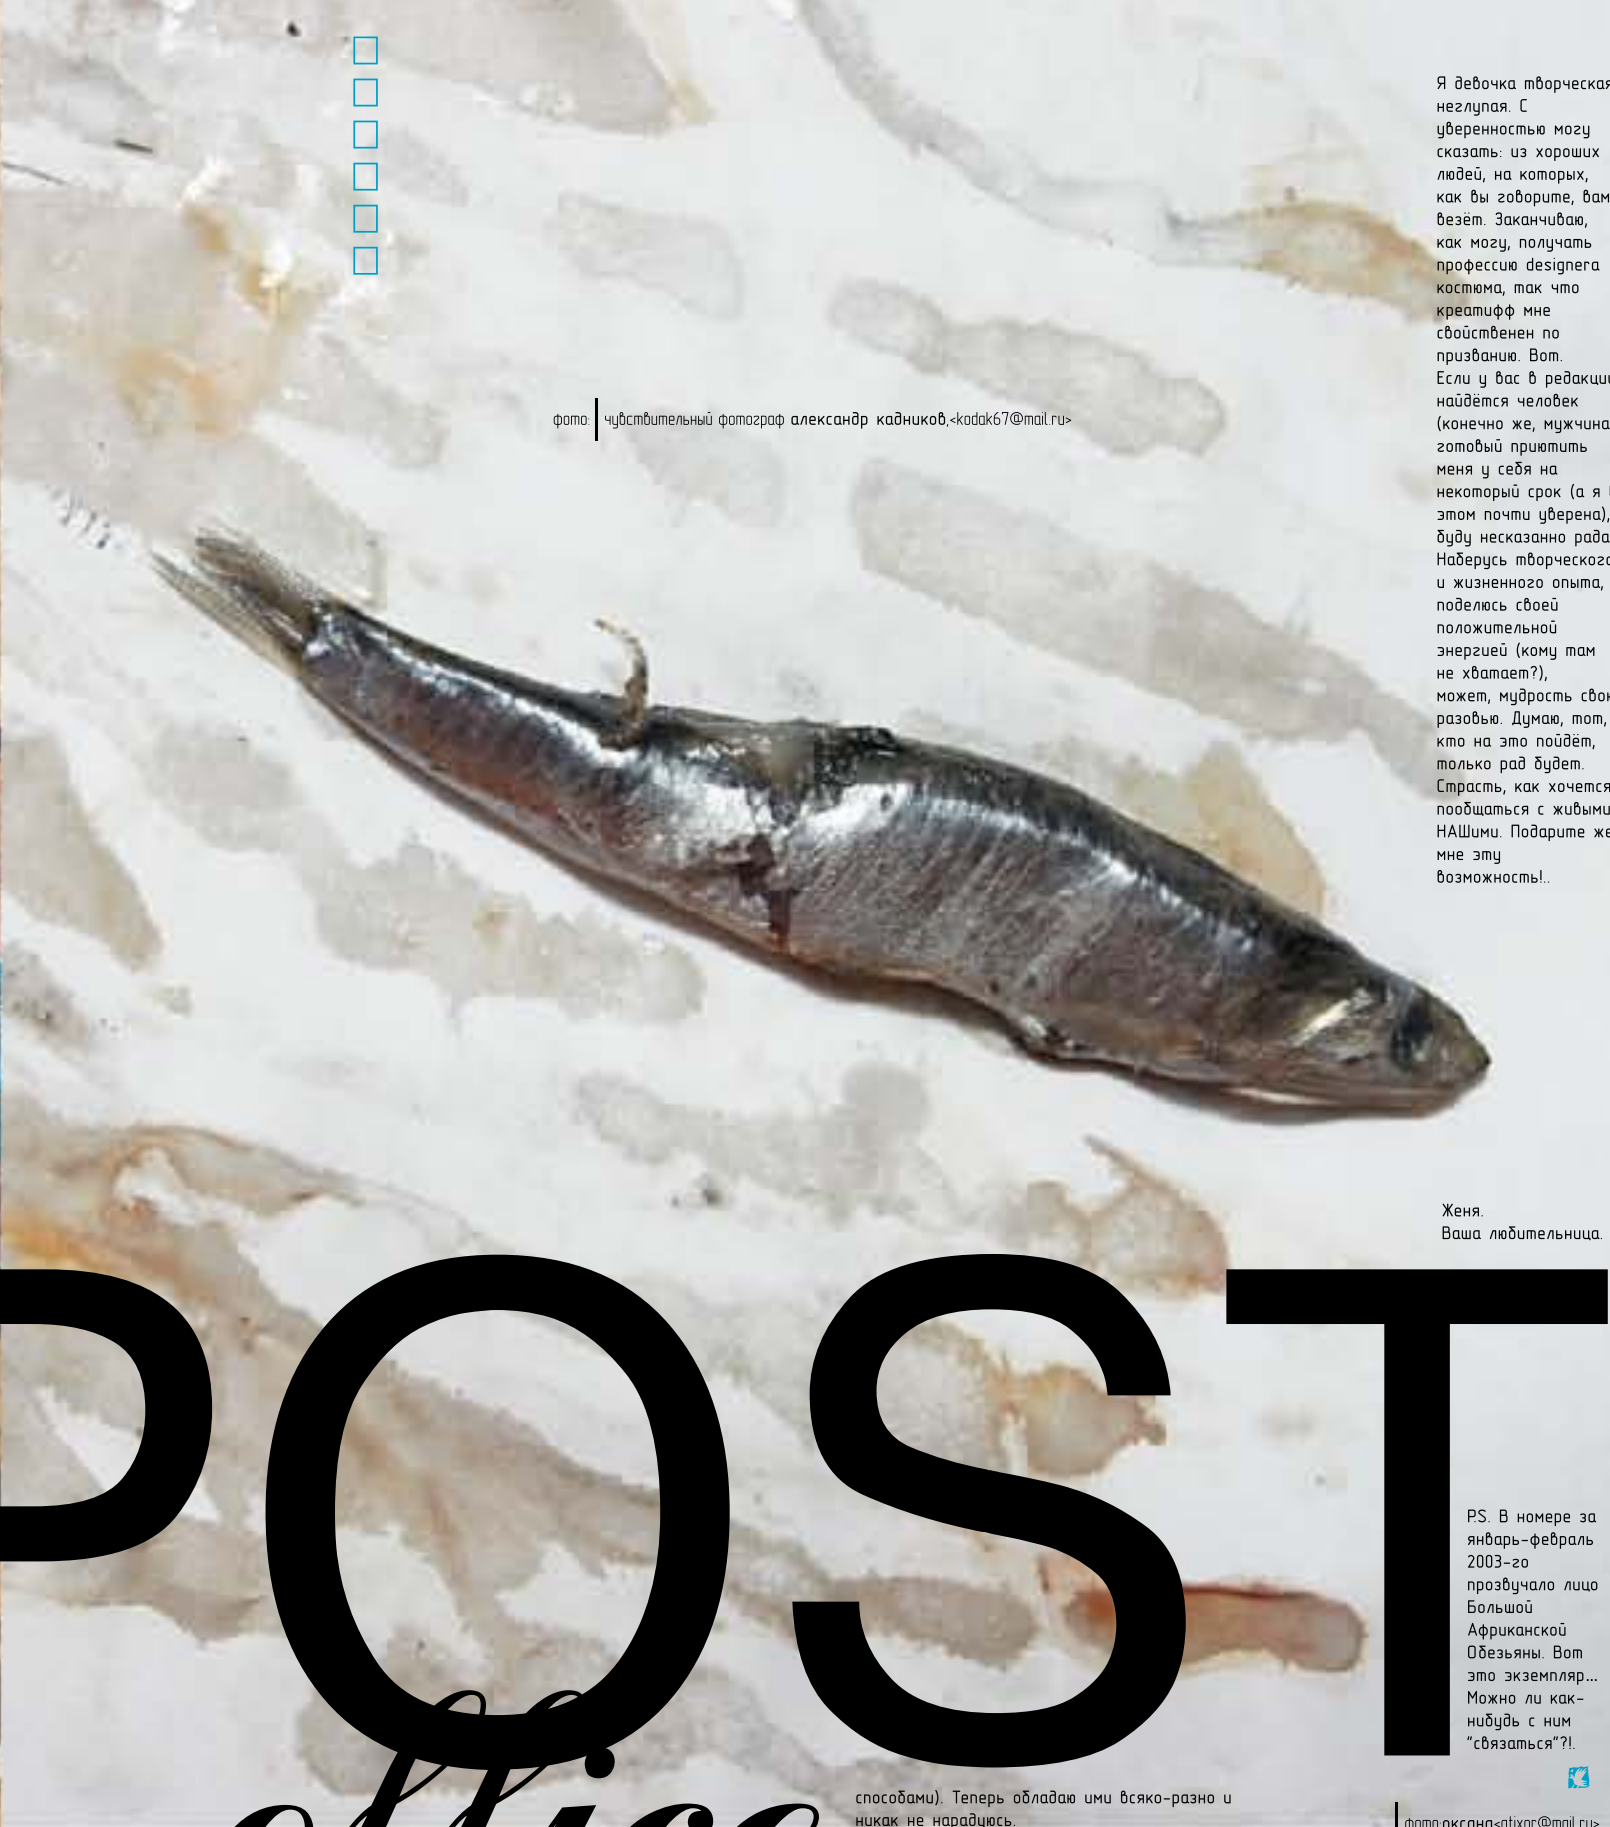 Я девочка творческая
неглупая. С
уверенностью могу
сказать: из хороших
людей, на которых,
как вы говорите, вам
везёт. Заканчиваю,
как могу, получать
профессию designera
костюма, так что
креатифф мне
свойственен по
призванию. Вот.
Если у вас в редакции
найдётся человек
(конечно же, мужчина
готовый приютить
меня у себя на
некоторый срок (а я
этом почти уверена),
буду несказанно рада
Наберусь творческого
и жизненного опыта,
поделюсь своей
положительной
энергией (кому там
не хватает?),
может, мудрость свою
разовью. Думаю, тот,
кто на это пойдёт,
только рад будет.
Страсть, как хочется
пообщаться с живыми
НАШими. Подарите же
мне эту
возможность!..
фото: чувствительный фотограф александр кадников,<kodak67@mail.ru>
Женя.
Ваша любительница.
POST
office
P.S. В номере за
январь-февраль
2003-го
прозвучало лицо
Большой
Африканской
Обезьяны. Вот
это экземпляр...
Можно ли как-
нибудь с ним
"связаться"?!.
способами). Теперь обладаю ими всяко-разно и
никак не нарадуюсь.
фото:оксана<atixor@mail.ru>